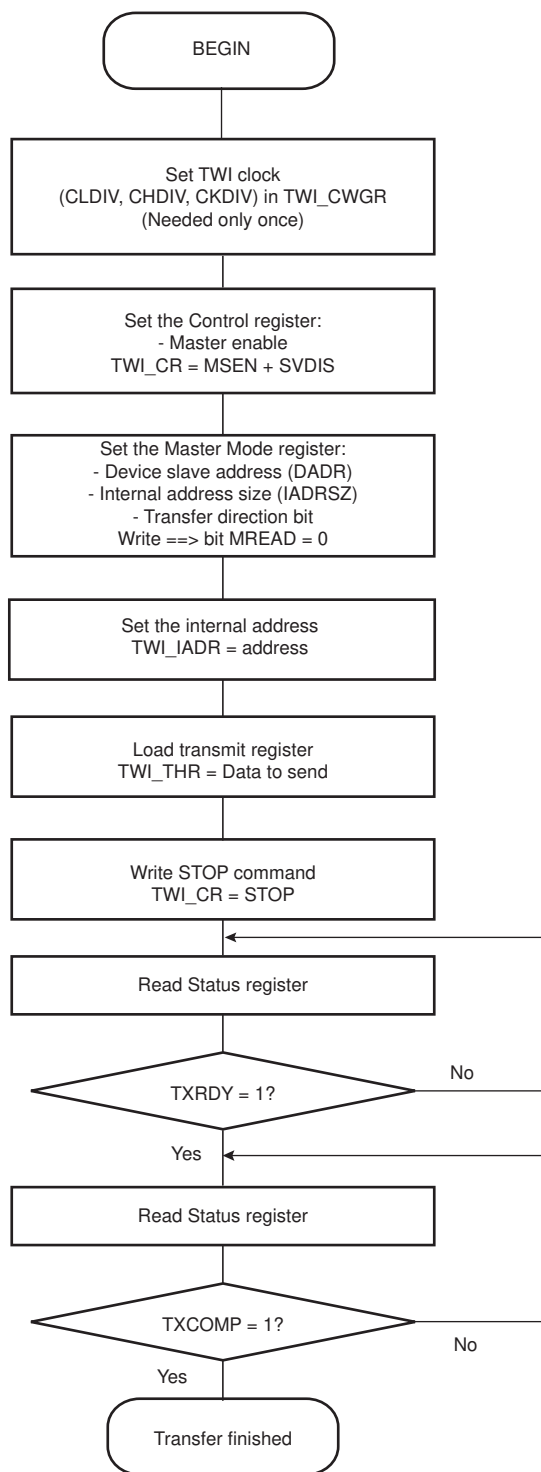 BEGIN
Set TWI clock
(CLDIV, CHDIV, CKDIV) in TWI_CWGR
(Needed only once)
Set the Control register:
- Master enable
TWI_CR = MSEN + SVDIS
Set the Master Mode register:
- Device slave address (DADR)
- Internal address size (IADRSZ)
- Transfer direction bit
Write ==> bit MREAD = 0
Set the internal address
TWI_IADR = address
Load transmit register
TWI_THR = Data to send
Write STOP command
TWI_CR = STOP
Read Status register
No
TXRDY = 1?
Yes
Read Status register
TXCOMP = 1?
No
Yes
Transfer finished